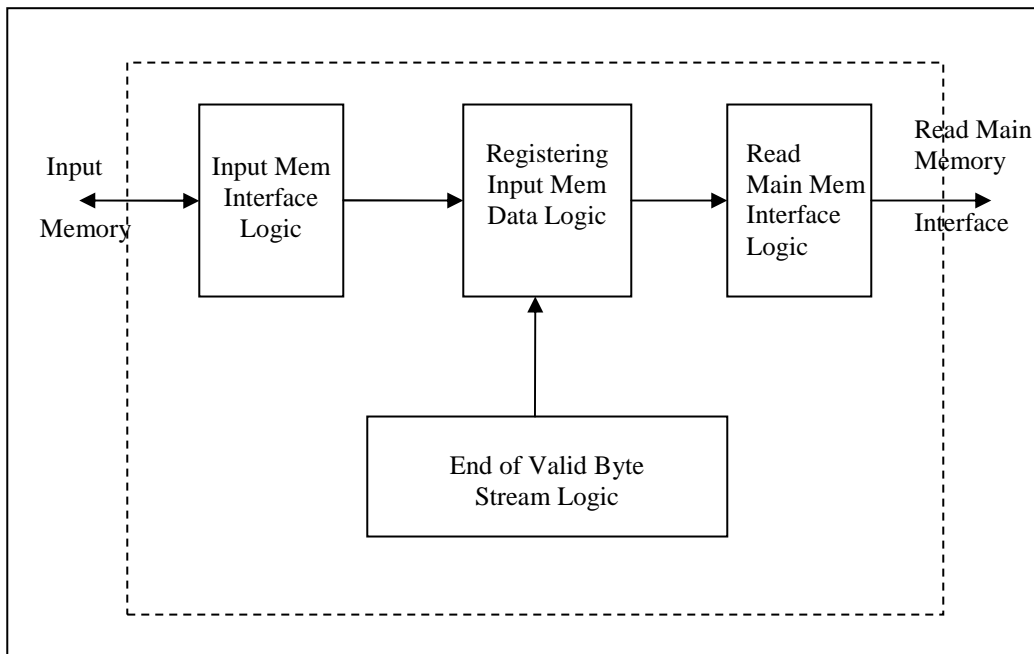 Input
Memory
Input Mem
Interface
Logic
Registering
Input Mem
Data Logic
Read
Main Mem
Interface
Logic
Read Main
Memory
Interface
End of Valid Byte
Stream Logic